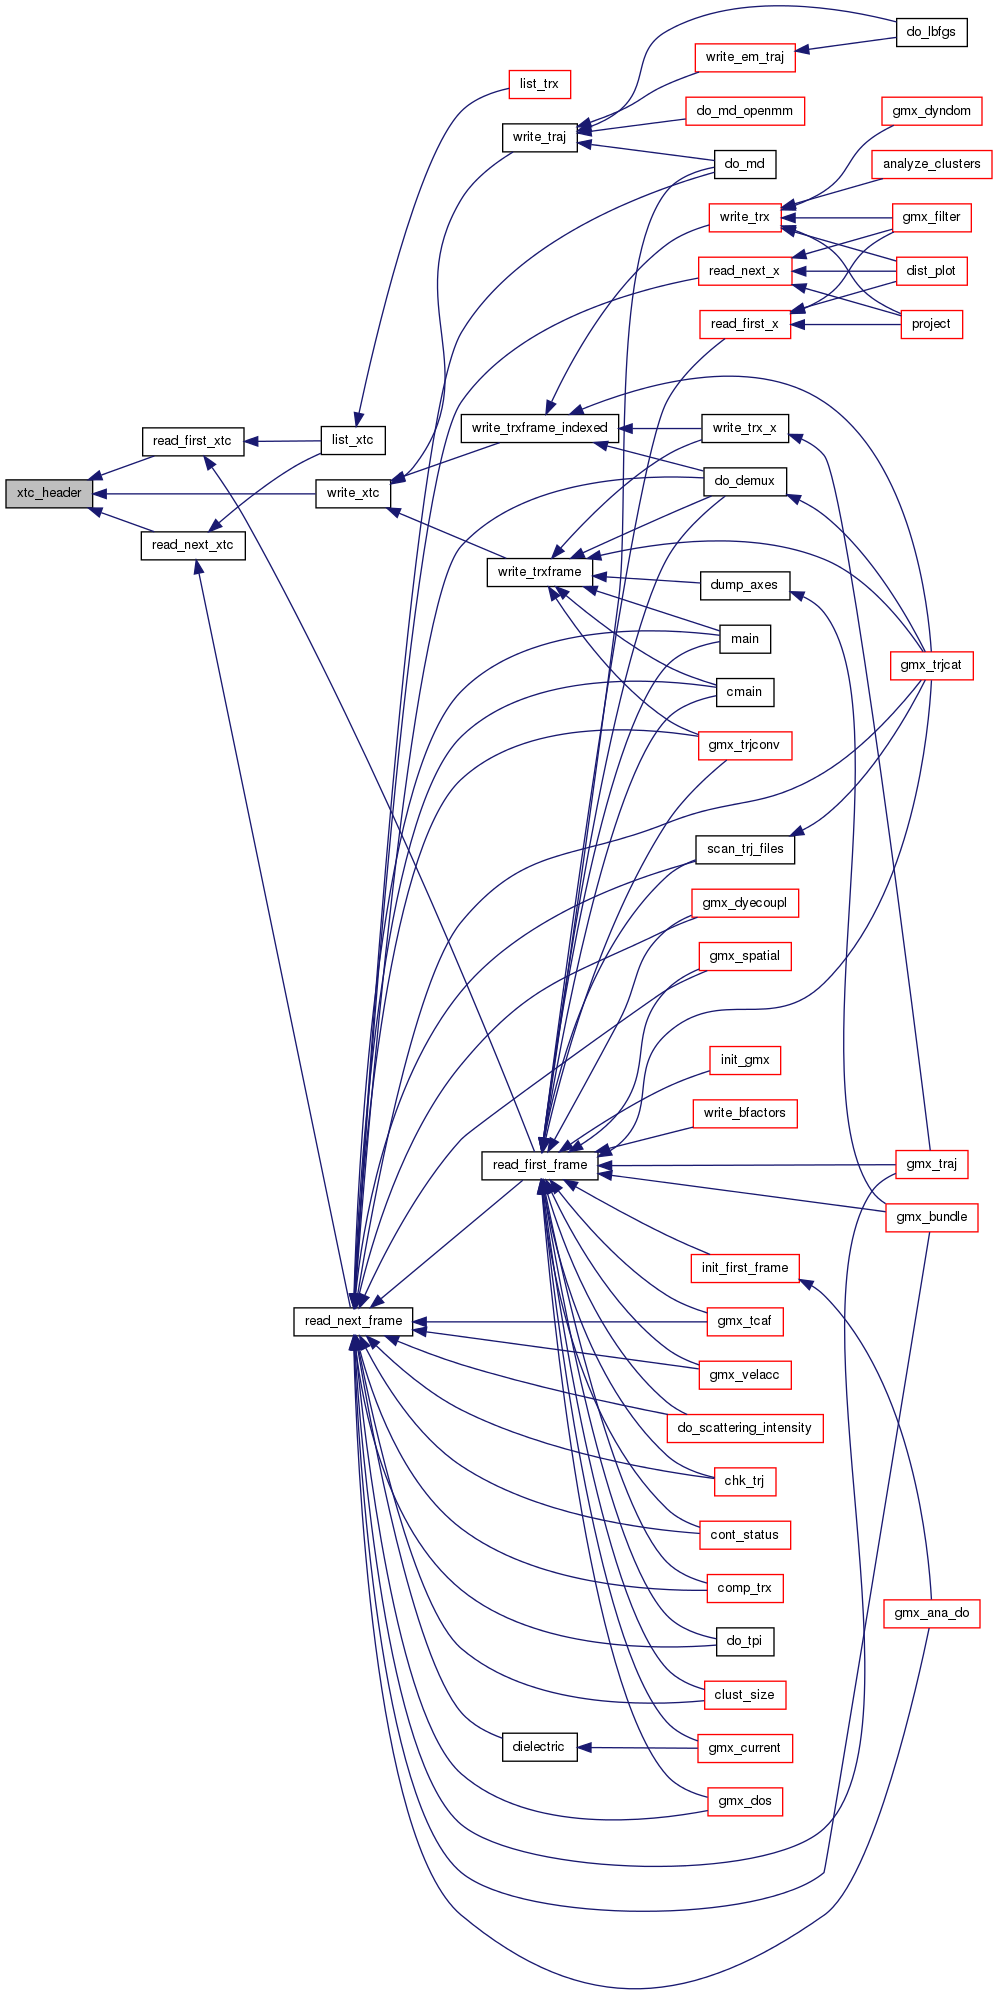 do_lbfgs
write_em_traj
list_trx
do_md_openmm
gmx_dyndom
write_traj
do_md
analyze_clusters
write_trx
gmx_filter
read_next_x
dist_plot
read_first_x
project
write_trxframe_indexed
write_trx_x
read_first_xtc
list_xtc
do_demux
xtc_header
write_xtc
read_next_xtc
write_trxframe
dump_axes
main
gmx_trjcat
cmain
gmx_trjconv
scan_trj_files
gmx_dyecoupl
gmx_spatial
init_gmx
write_bfactors
read_first_frame
gmx_traj
gmx_bundle
init_first_frame
read_next_frame
gmx_tcaf
gmx_velacc
do_scattering_intensity
chk_trj
cont_status
comp_trx
gmx_ana_do
do_tpi
clust_size
dielectric
gmx_current
gmx_dos